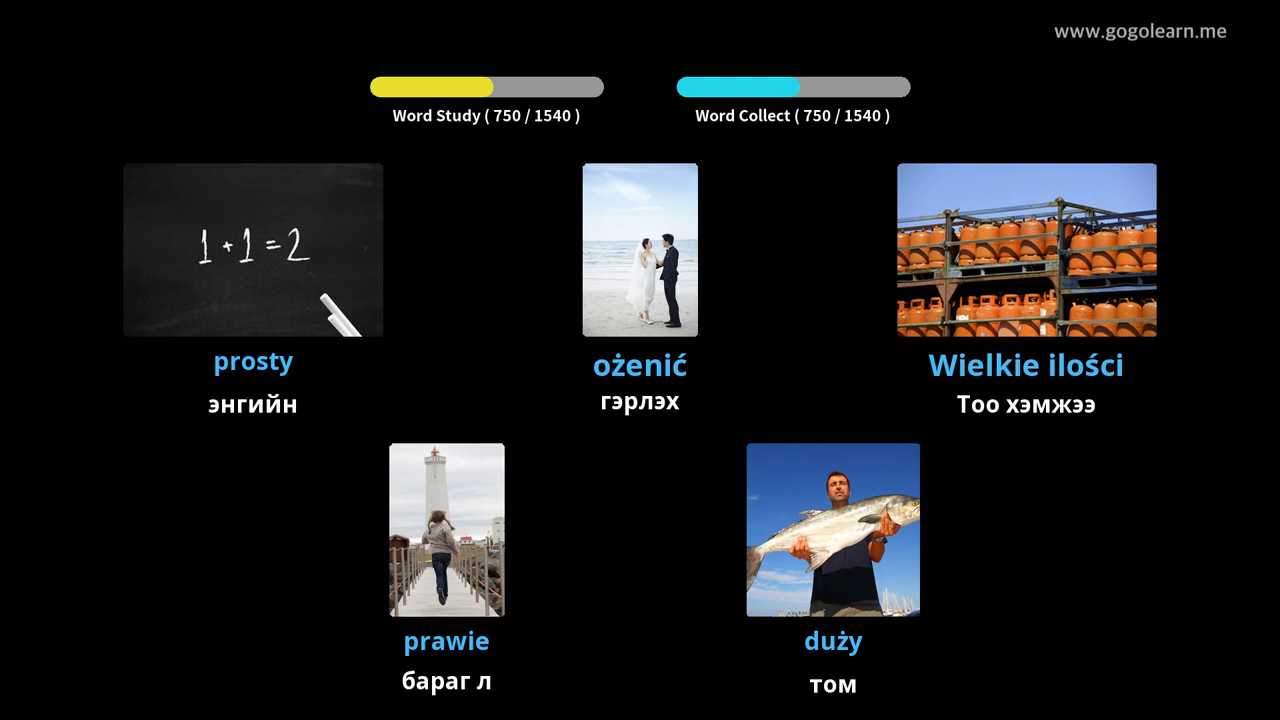 www.gogolearn.me
Word Study ( 750 / 1540 )
Word Collect ( 750 / 1540 )
1 + 1 = 2
prosty
энгийн
ożenić
гэрлэх
Wielkie ilości
Тоо хэмжээ
prawie
бараг л
duży
том